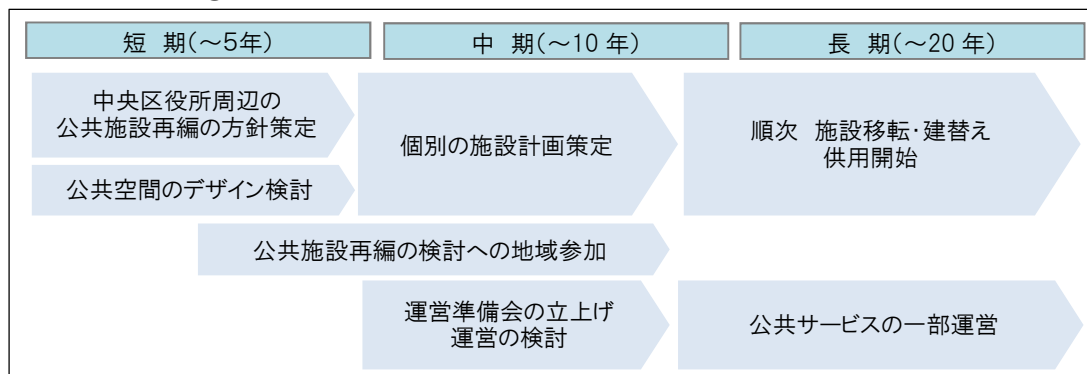 短 期(～5年)
中 期(～10 年)
長 期(～20 年)
中央区役所周辺の
公共施設再編の方針策定
個別の施設計画策定
順次 施設移転・建替え
供用開始
公共空間のデザイン検討
公共施設再編の検討への地域参加
運営準備会の立上げ
運営の検討
公共サービスの一部運営